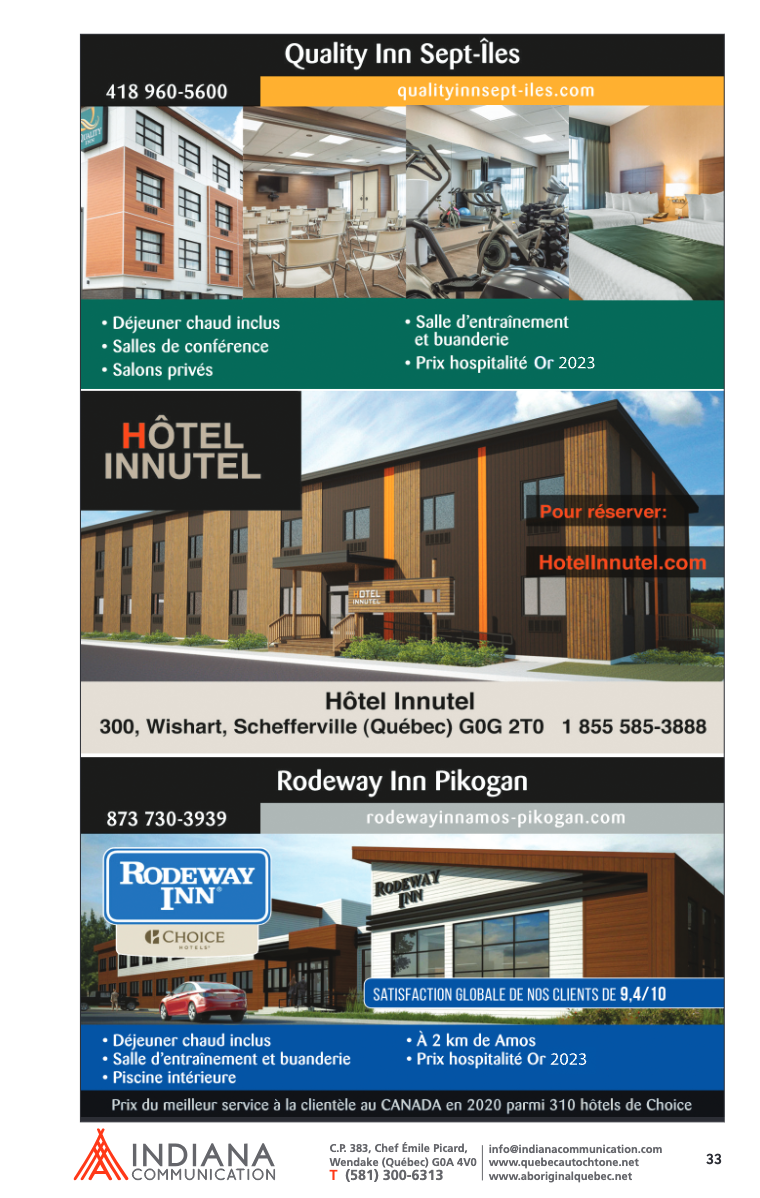 Quality Inn Sept-Îles
418 960-5600
qualityinnsept-iles.com
QUALITY
INN
• Déjeuner chaud inclus
• Salles de conférence
• Salons privés
• Salle d'entraînement
et buanderie
• Prix hospitalité Or 2023
HÔTEL
INNUTEL
Pour réserver:
HotelInnutel.com
HOTEL
INNUTEL
Hôtel Innutel
300, Wishart, Schefferville (Québec) G0G 2T0 1 855 585-3888
Rodeway Inn Pikogan
873 730-3939
rodewayinnamos-pikogan.com
RODEWAY
INN®
CHOICE
HOTELS®
RODEWAY
INN
SATISFACTION GLOBALE DE NOS CLIENTS DE 9,4/10
• Déjeuner chaud inclus
• Salle d'entraînement et buanderie
• Piscine intérieure
• À 2 km de Amos
• Prix hospitalité Or 2023
Prix du meilleur service à la clientèle au CANADA en 2020 parmi 310 hôtels de Choice
INDIANA
COMMUNICATION
C.P. 383, Chef Émile Picard,
Wendake (Québec) G0A 4V0
T (581) 300-6313
info@indianacommunication.com
www.quebecautochtone.net
www.aboriginalquebec.net
33